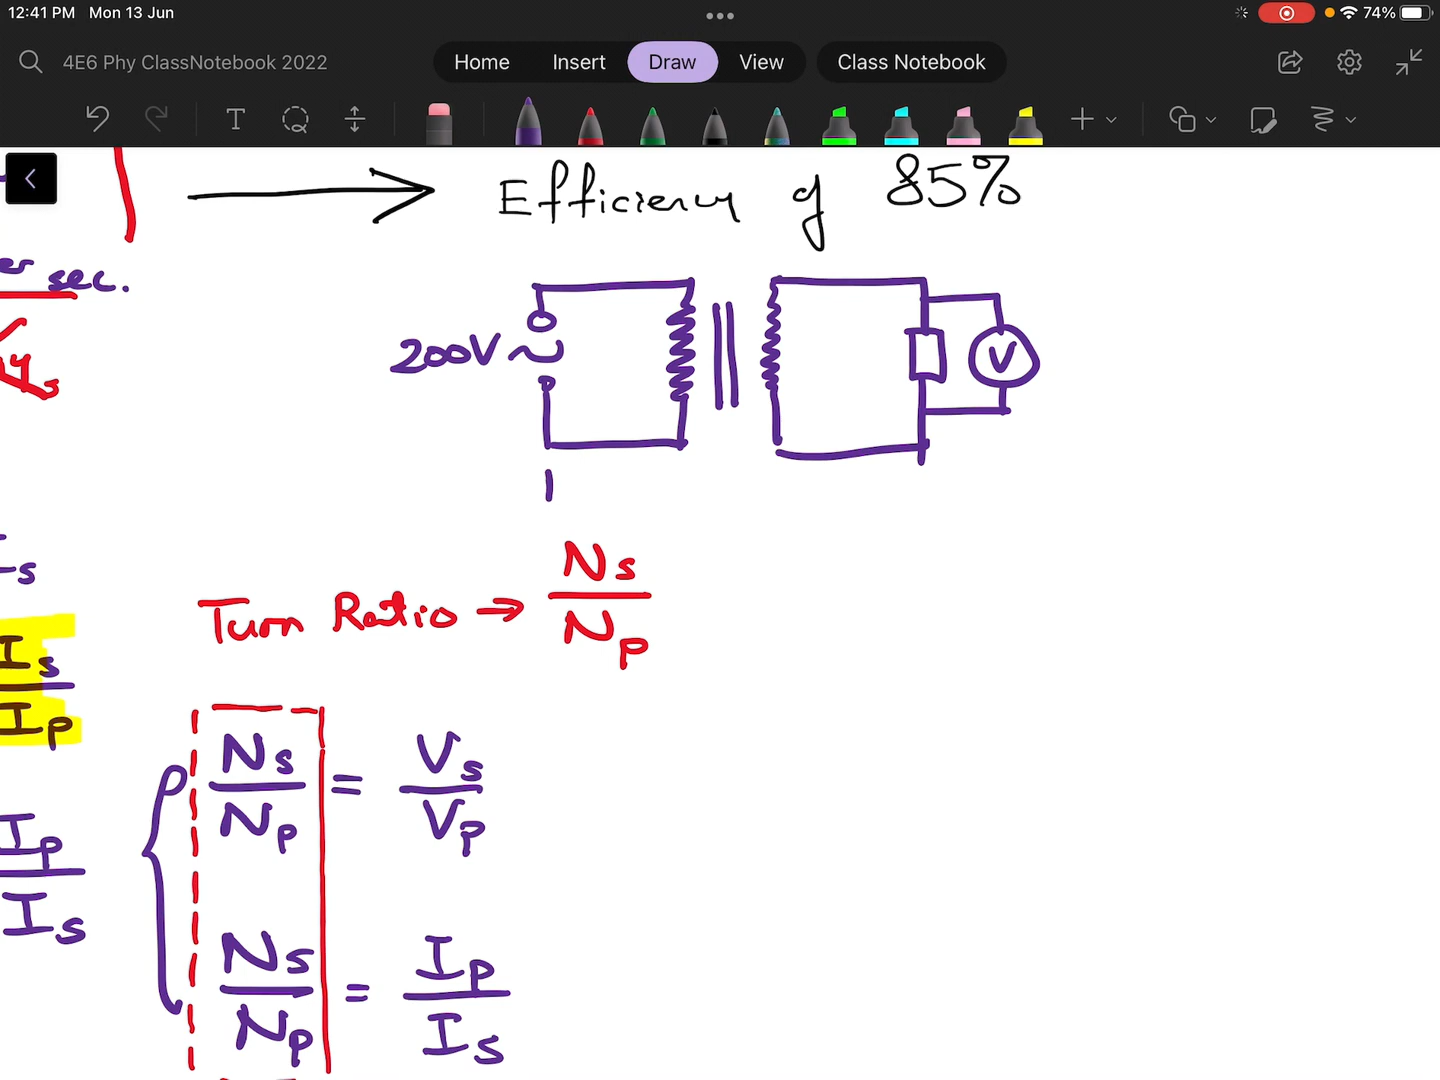 12:41 PM Mon 13 Jun
74%
4E6 Phy ClassNotebook 2022
Home Insert Draw View Class Notebook
T
Efficiency of 85%
er sec.
200V
V
Ns
Turn Ratio →
Np
s
Is
Ip
Ns = Vs
Np Vp
Ip
Is
Ns = Ip
Np Is